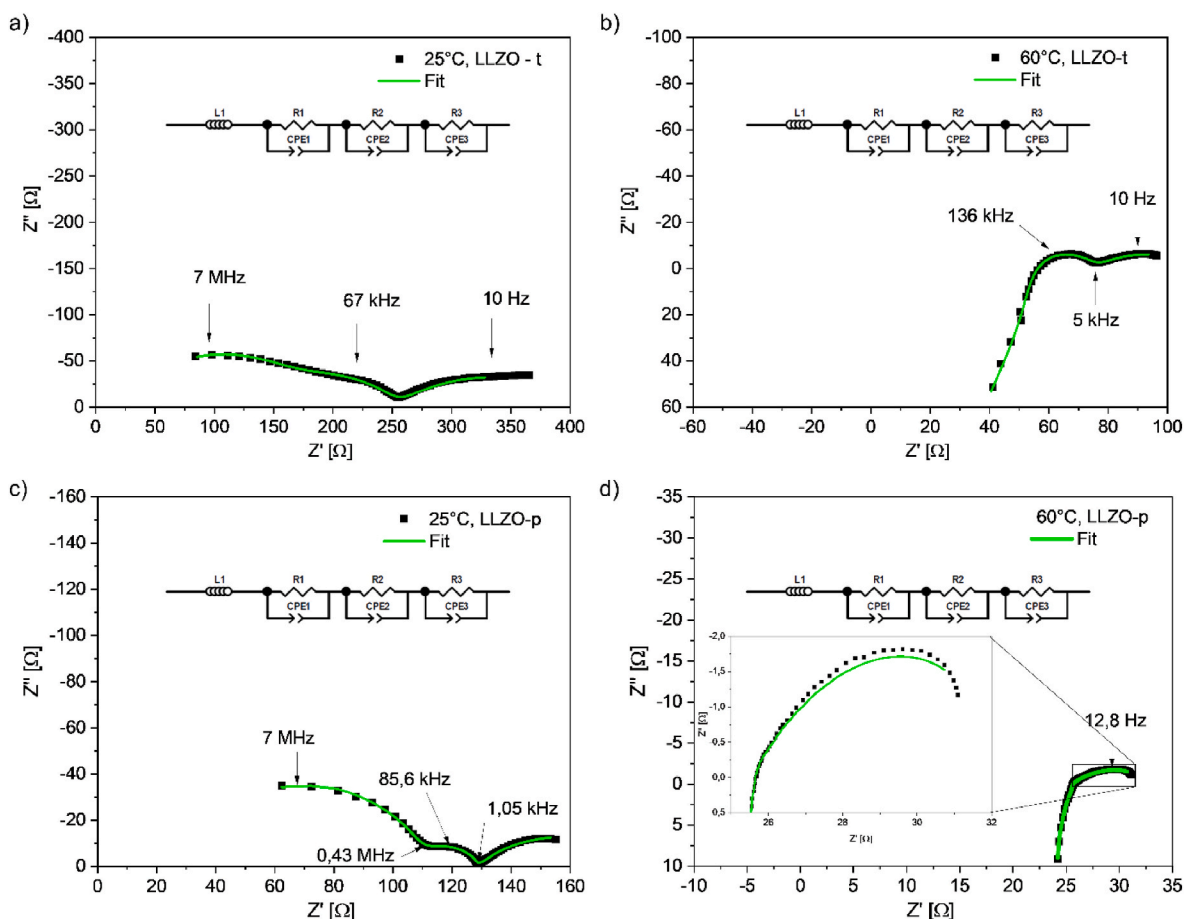 a)
-400
-350
-300
-250
-200
-150
-100
-50
0
Z'' [Ω]
25°C, LLZO - t
Fit
L1
R1
R2
R3
CPE1
CPE2
CPE3
7 MHz
67 kHz
10 Hz
0 50 100 150 200 250 300 350 400
Z' [Ω]
b)
-100
-80
-60
-40
-20
0
20
40
60
Z'' [Ω]
60°C, LLZO-t
Fit
L1
R1
R2
R3
CPE1
CPE2
CPE3
136 kHz
10 Hz
5 kHz
-60 -40 -20 0 20 40 60 80 100
Z' [Ω]
c)
-160
-140
-120
-100
-80
-60
-40
-20
0
Z'' [Ω]
25°C, LLZO-p
Fit
L1
R1
R2
R3
CPE1
CPE2
CPE3
7 MHz
85,6 kHz
1,05 kHz
0,43 MHz
0 20 40 60 80 100 120 140 160
Z' [Ω]
d)
-35
-30
-25
-20
-15
-10
-5
0
5
10
Z'' [Ω]
60°C, LLZO-p
Fit
L1
R1
R2
R3
CPE1
CPE2
CPE3
-2,0
-1,5
-1,0
-0,5
0,0
0,5
Z' [Ω]
26 28 30 32
Z' [Ω]
12,8 Hz
-10 -5 0 5 10 15 20 25 30 35
Z' [Ω]